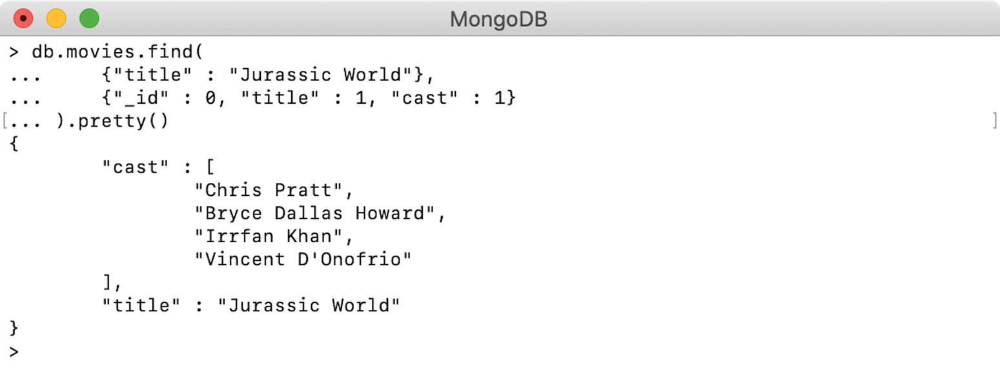 MongoDB
> db.movies.find(
...     {"title" : "Jurassic World"},
...     {"_id" : 0, "title" : 1, "cast" : 1}
[... ).pretty() ]
{
        "cast" : [
                "Chris Pratt",
                "Bryce Dallas Howard",
                "Irrfan Khan",
                "Vincent D'Onofrio"
        ],
        "title" : "Jurassic World"
}
>